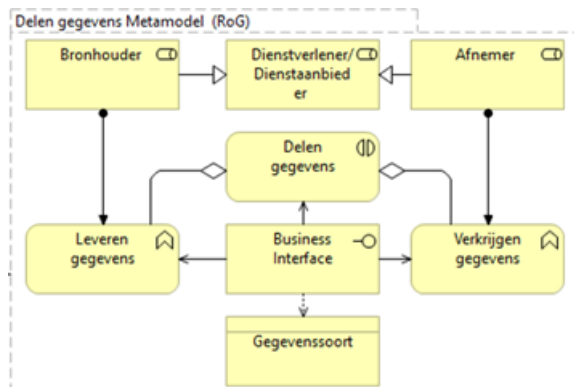 Delen gegevens Metamodel (RoG)
Bronhouder
Dienstverlener/
Dienstaanbied
er
Afnemer
Delen
gegevens
Leveren
gegevens
Business
Interface
Verkrijgen
gegevens
Gegevenssoort